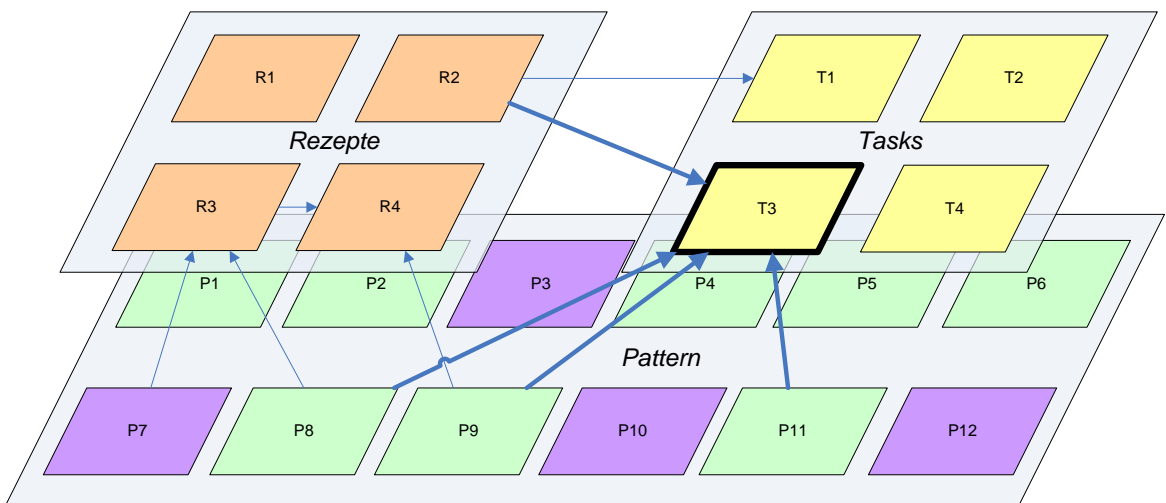 R1
R2
T1
T2
Rezepte
Tasks
R3
R4
T3
T4
P1
P2
P3
P4
P5
P6
Pattern
P7
P8
P9
P10
P11
P12